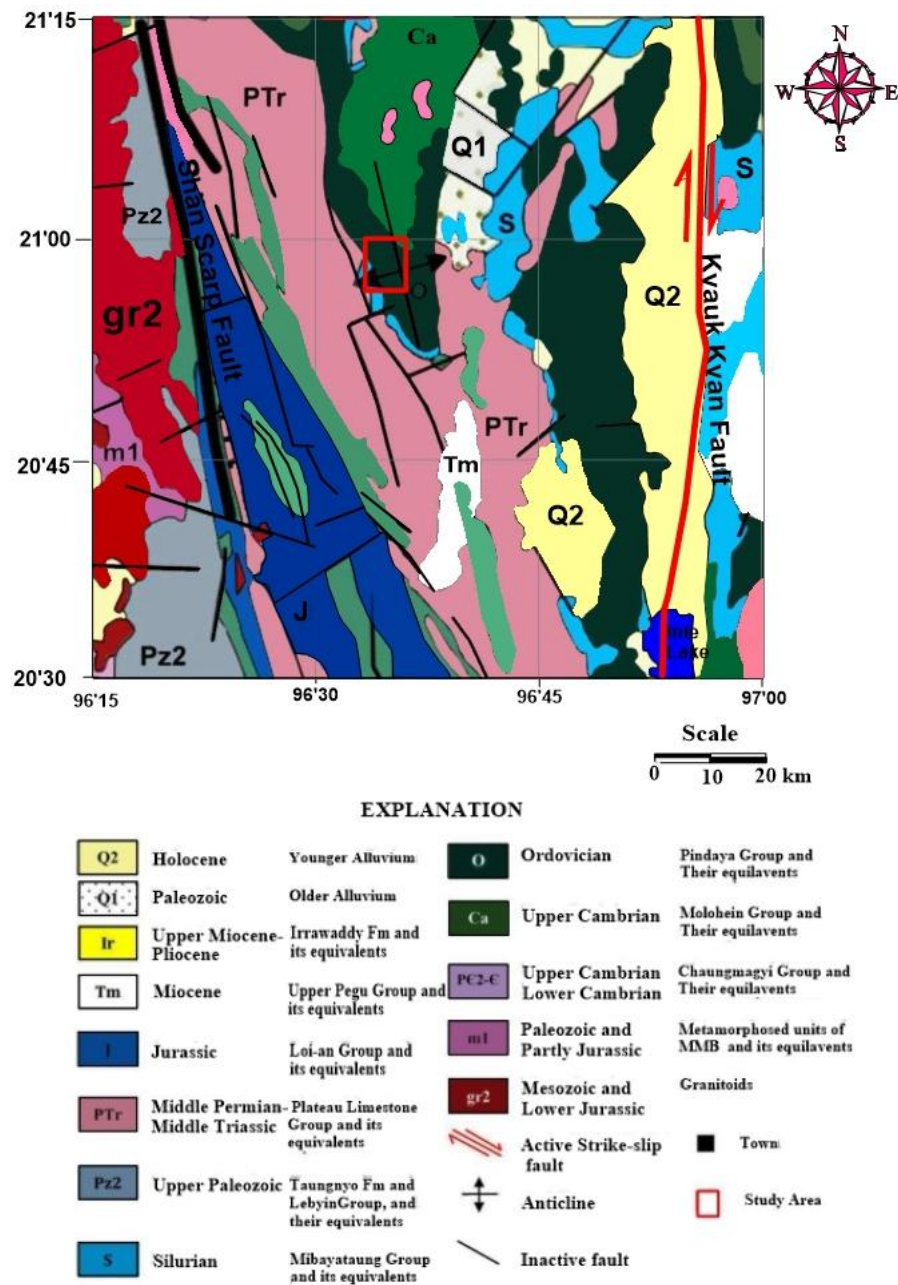 21'15
Ca
N
PTr
W
E
S
Q1
Shan Scarp Fault
S
Pz2
S
21'00
O
Q2
Kyauk Kyan Fault
gr2
PTr
m1
Tm
20'45
Q2
J
Pz2
Inle
Lake
20'30
96'15
96'30
96'45
97'00
Scale
0 10 20 km
EXPLANATION
Q2 Holocene Younger Alluvium
Q1 Paleozoic Older Alluvium
Ir Upper Miocene- Irrawaddy Fm and
Pliocene its equivalents
Tm Miocene Upper Pegu Group and
its equivalents
J Jurassic Loi-an Group and
its equivalents
PTr Middle Permian- Plateau Limestone
Middle Triassic Group and its
equivalents
Pz2 Upper Paleozoic Taungnyo Fm and
LebyinGroup, and
their equivalents
S Silurian Mibayataung Group
and its equivalents
O Ordovician Pindaya Group and
Their equilavents
Ca Upper Cambrian Molohein Group and
Their equilavents
PЄ2-Є Upper Cambrian Chaungmagyi Group and
Lower Cambrian Their equilavents
m1 Paleozoic and Metamorphosed units of
Partly Jurassic MMB and its equilavents
gr2 Mesozoic and Granitoids
Lower Jurassic
Active Strike-slip Town
fault
Anticline Study Area
Inactive fault